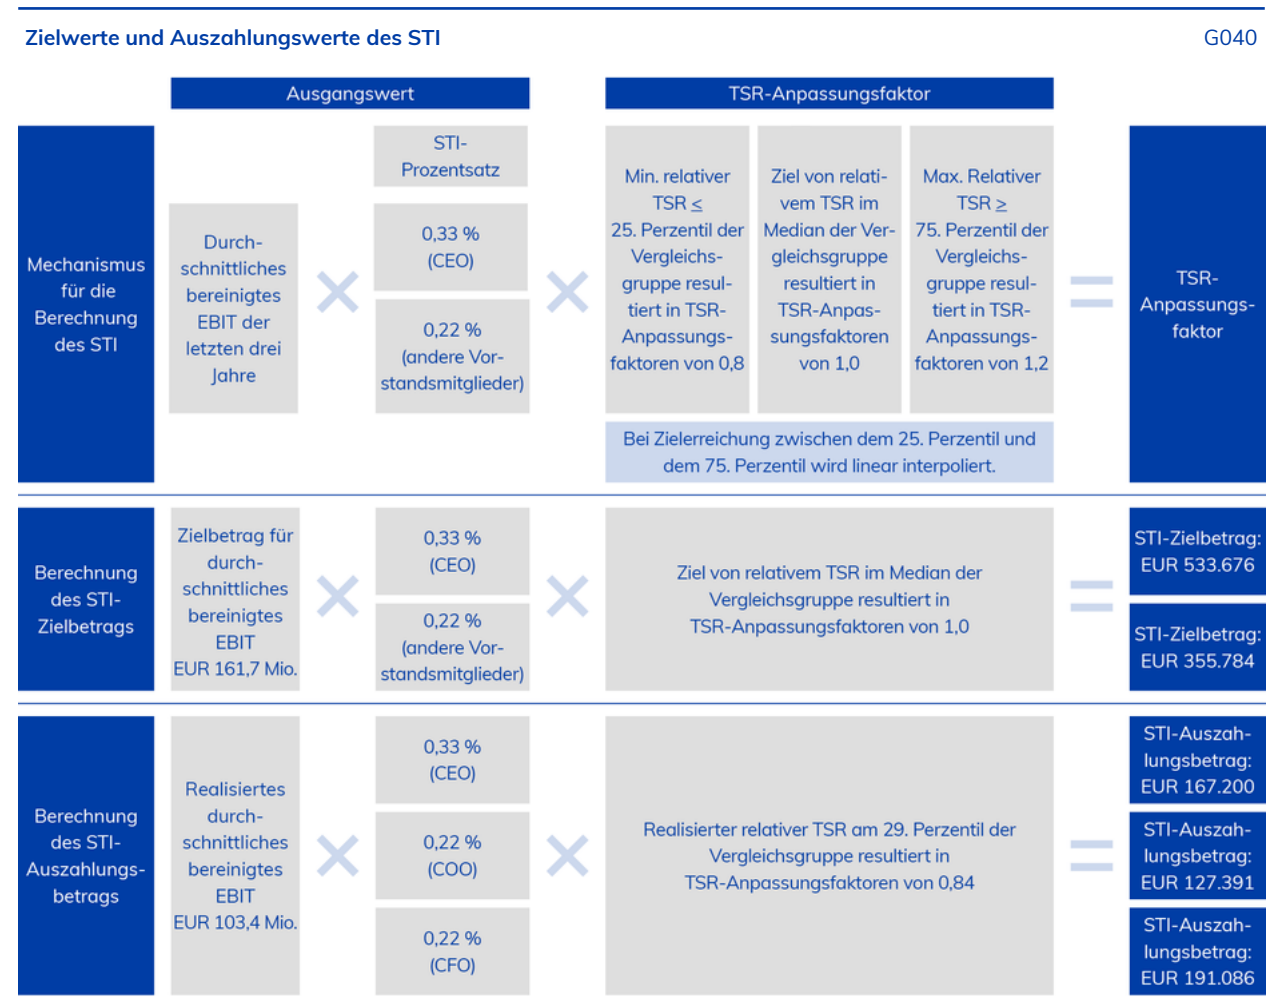 Zielwerte und Auszahlungswerte des STI
G040
Ausgangswert
TSR-Anpassungsfaktor
Mechanismus
für die
Berechnung
des STI
Durch-
schnittliches
bereinigtes
EBIT der
letzten drei
Jahre
STI-
Prozentsatz
0,33 %
(CEO)
0,22 %
(andere Vor-
standsmitglieder)
Min. relativer
TSR ≤
25. Perzentil der
Vergleichs-
gruppe resul-
tiert in TSR-
Anpassungs-
faktoren von 0,8
Ziel von relati-
vem TSR im
Median der Ver-
gleichsgruppe
resultiert in
TSR-Anpas-
sungsfaktoren
von 1,0
Max. Relativer
TSR ≥
75. Perzentil der
Vergleichs-
gruppe resul-
tiert in TSR-
Anpassungs-
faktoren von 1,2
Bei Zielerreichung zwischen dem 25. Perzentil und
dem 75. Perzentil wird linear interpoliert.
TSR-
Anpassungs-
faktor
Berechnung
des STI-
Zielbetrags
Zielbetrag für
durch-
schnittliches
bereinigtes
EBIT
EUR 161,7 Mio.
0,33 %
(CEO)
0,22 %
(andere Vor-
standsmitglieder)
Ziel von relativem TSR im Median der
Vergleichsgruppe resultiert in
TSR-Anpassungsfaktoren von 1,0
STI-Zielbetrag:
EUR 533.676
STI-Zielbetrag:
EUR 355.784
Berechnung
des STI-
Auszahlungs-
betrags
Realisiertes
durch-
schnittliches
bereinigtes
EBIT
EUR 103,4 Mio.
0,33 %
(CEO)
0,22 %
(COO)
0,22 %
(CFO)
Realisierter relativer TSR am 29. Perzentil der
Vergleichsgruppe resultiert in
TSR-Anpassungsfaktoren von 0,84
STI-Auszah-
lungsbetrag:
EUR 167.200
STI-Auszah-
lungsbetrag:
EUR 127.391
STI-Auszah-
lungsbetrag:
EUR 191.086